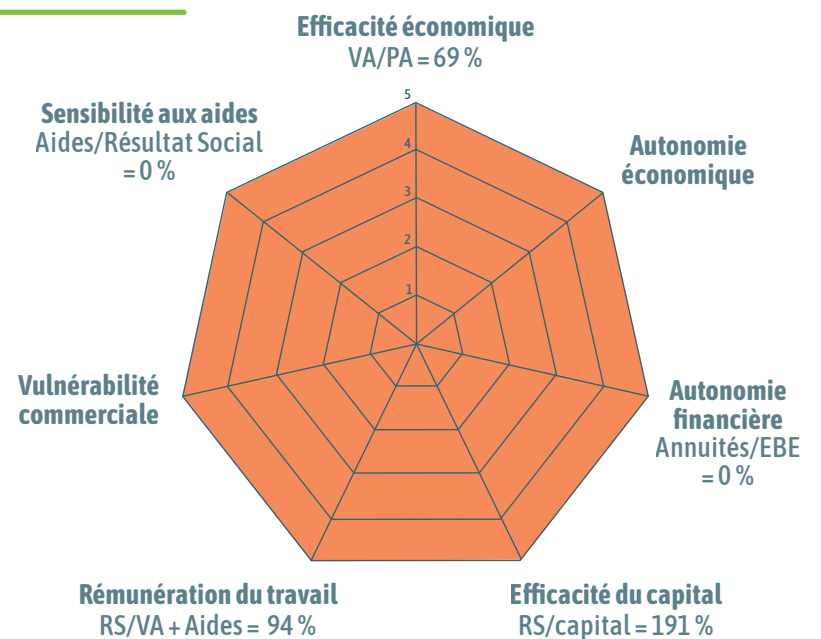 Efficacité économique
VA/PA = 69 %
Sensibilité aux aides
Aides/Résultat Social
= 0 %
Autonomie
économique
5
4
3
2
1
Vulnérabilité
commerciale
Autonomie
financière
Annuités/EBE
= 0 %
Rémunération du travail
RS/VA + Aides = 94 %
Efficacité du capital
RS/capital = 191 %